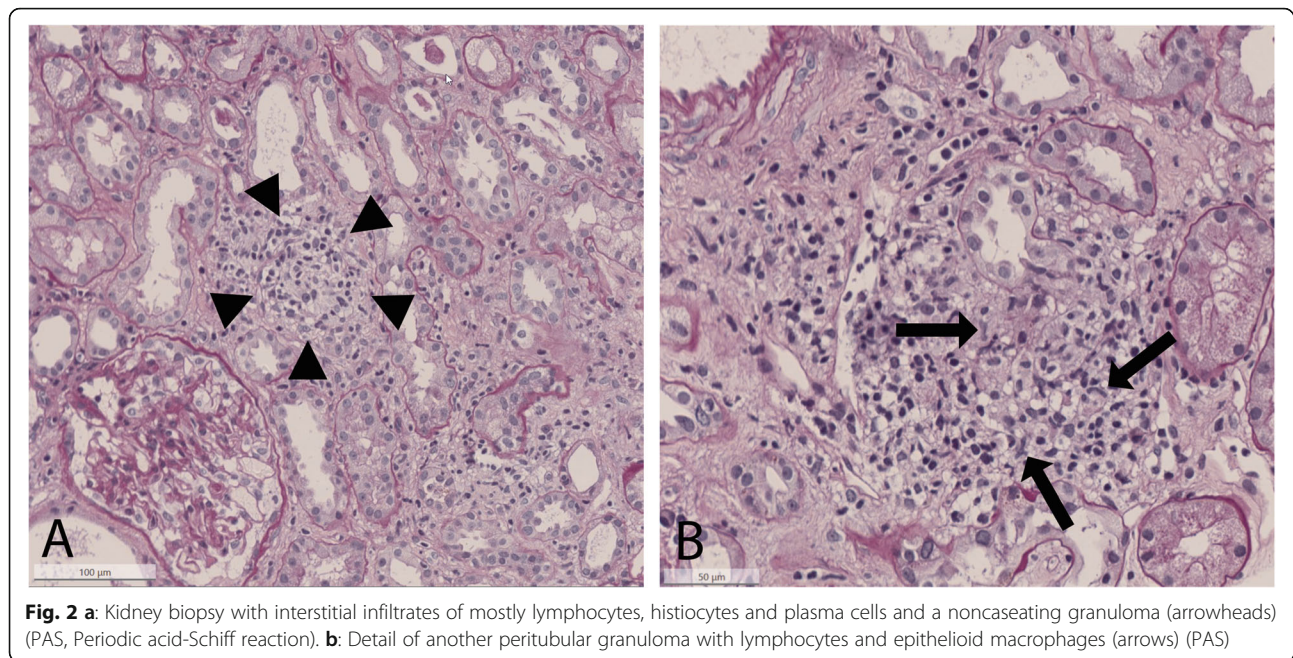 A
100 μm
B
50 μm
Fig. 2 a: Kidney biopsy with interstitial infiltrates of mostly lymphocytes, histiocytes and plasma cells and a noncaseating granuloma (arrowheads)
(PAS, Periodic acid-Schiff reaction). b: Detail of another peritubular granuloma with lymphocytes and epithelioid macrophages (arrows) (PAS)